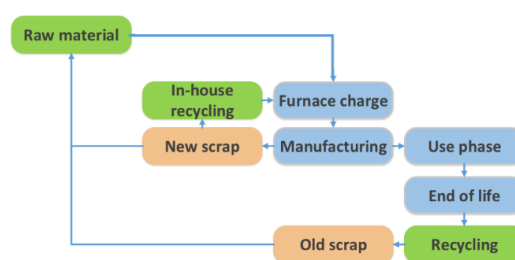 Raw material
In-house
recycling
Furnace charge
New scrap
Manufacturing
Use phase
End of life
Old scrap
Recycling